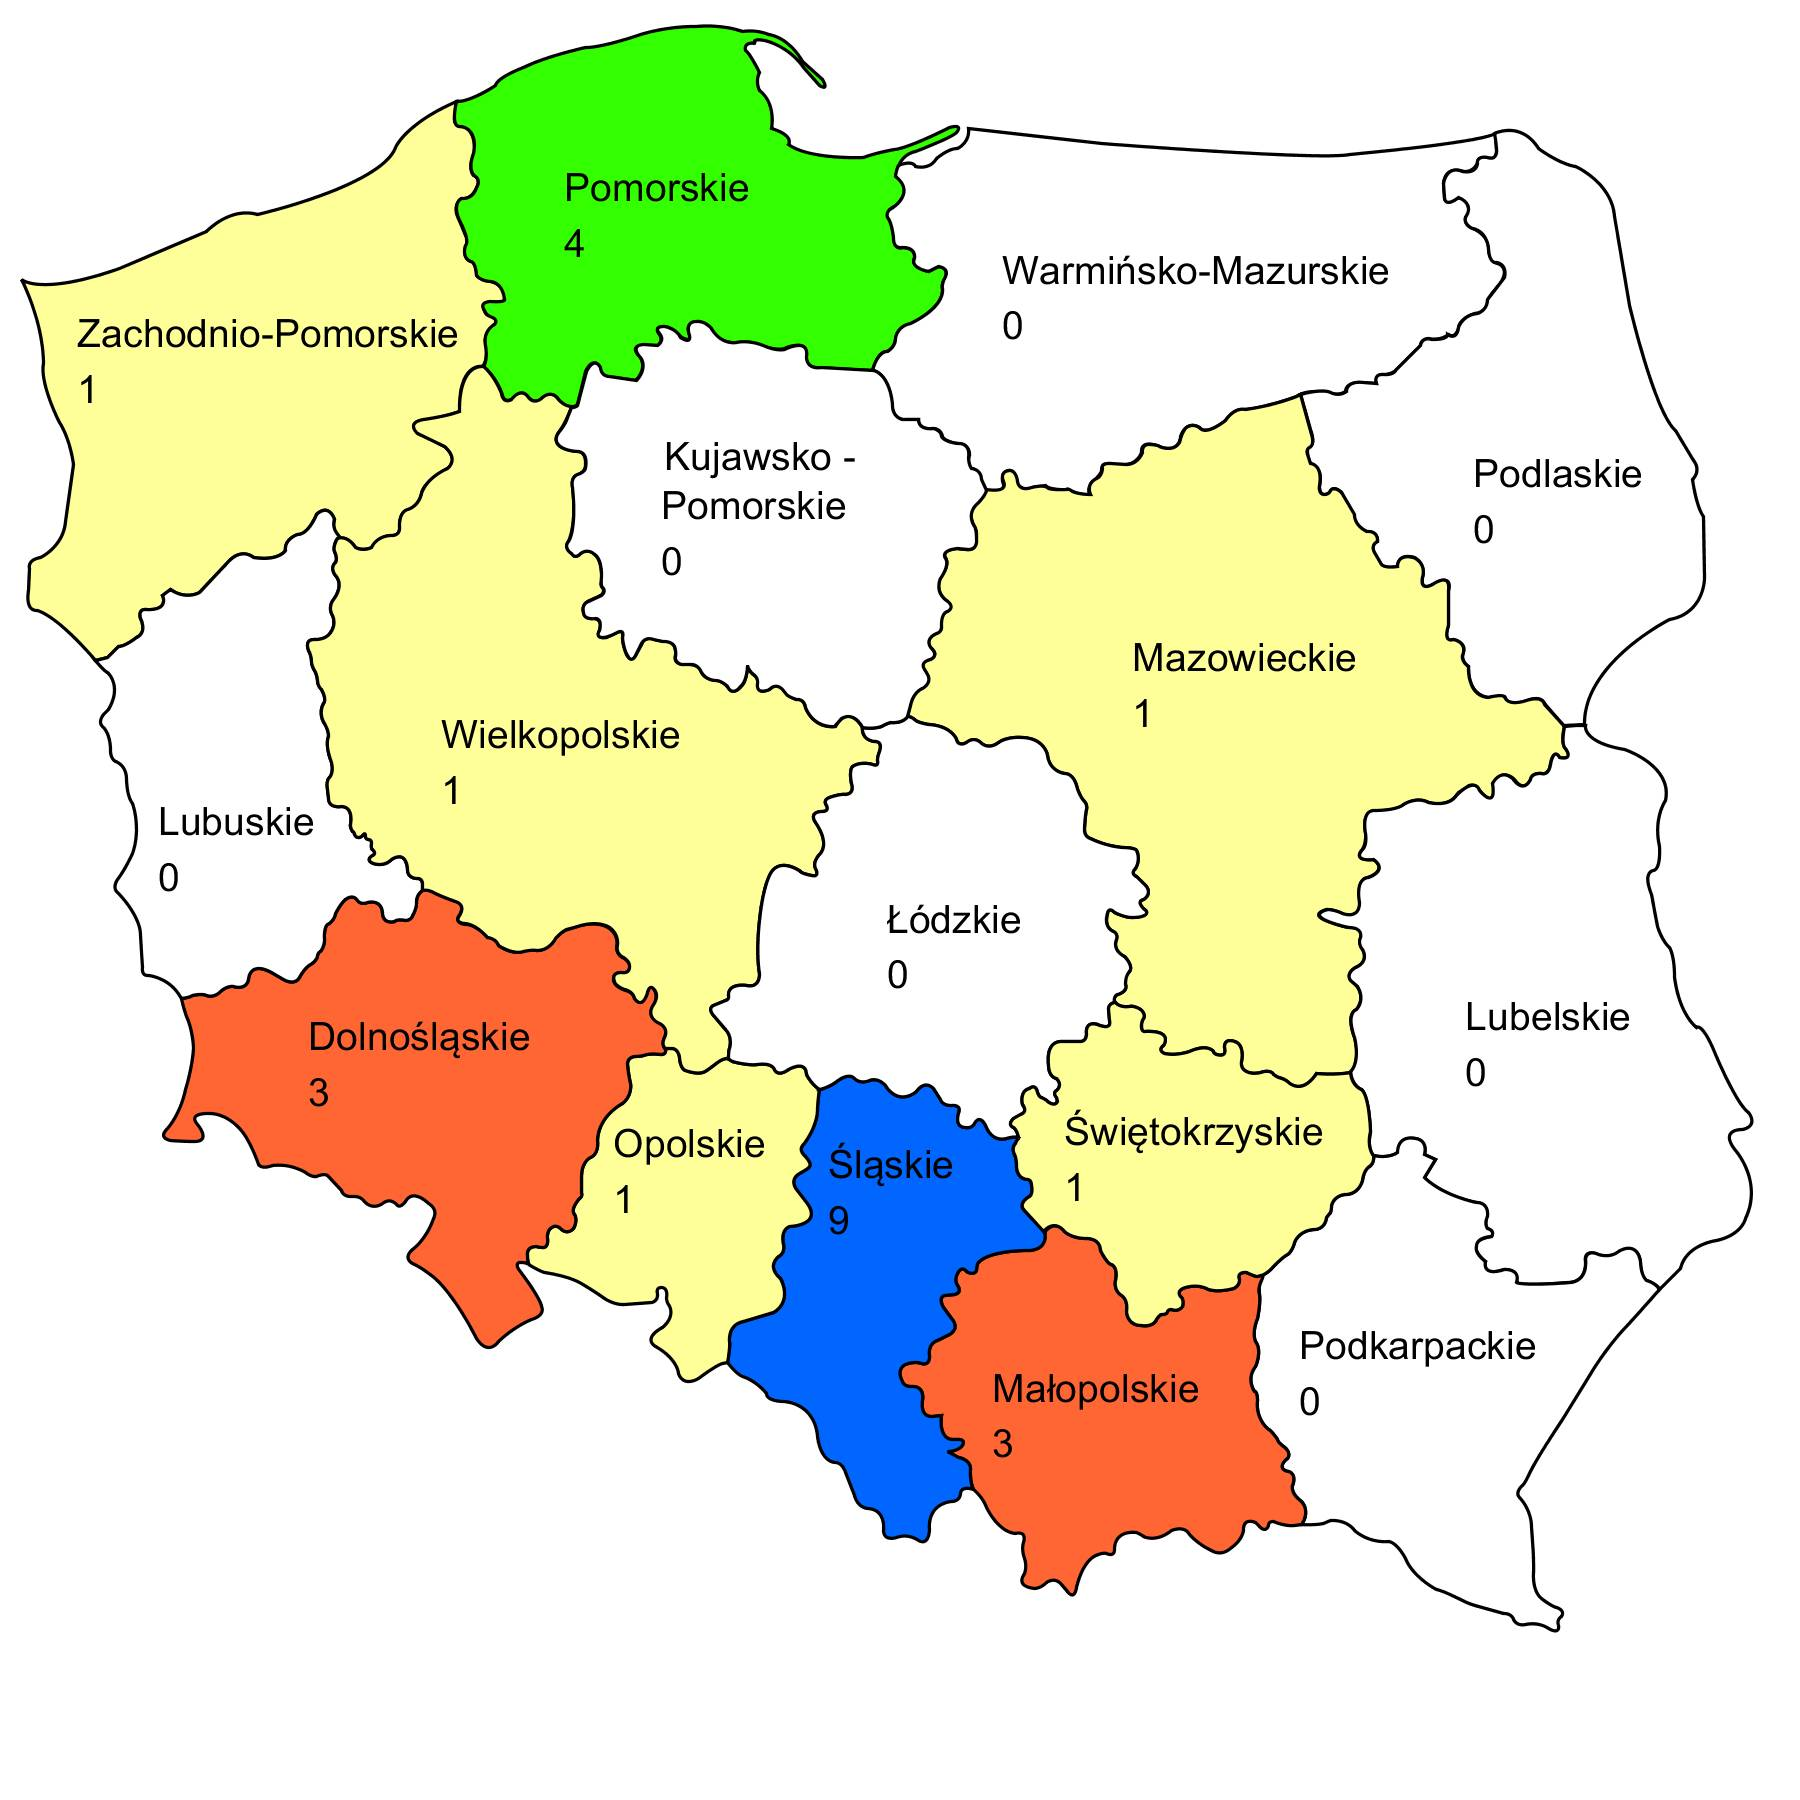 Pomorskie
4
Warmińsko-Mazurskie
0
Zachodnio-Pomorskie
1
Kujawsko -
Pomorskie
0
Podlaskie
0
Mazowieckie
1
Wielkopolskie
1
Lubuskie
0
Łódzkie
0
Lubelskie
0
Dolnośląskie
3
Opolskie
1
Śląskie
9
Świętokrzyskie
1
Podkarpackie
0
Małopolskie
3